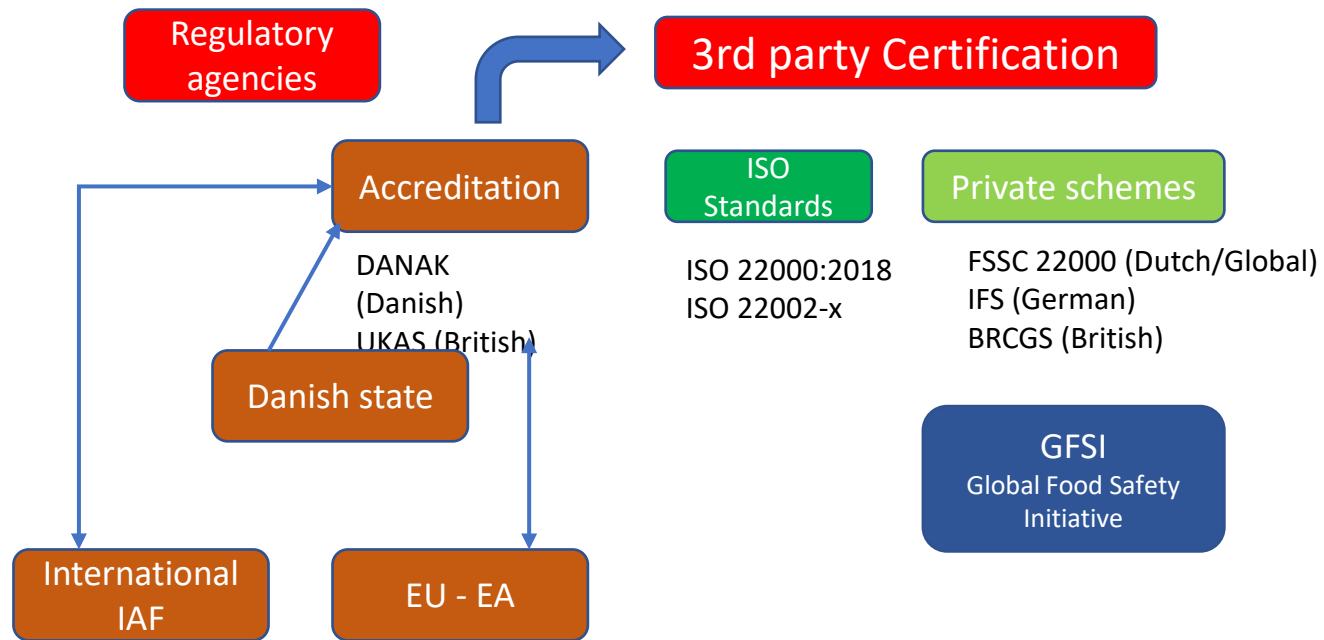 Regulatory
agencies
3rd party Certification
Accreditation
ISO
Standards
Private schemes
DANAK
(Danish)
UKAS (British)
ISO 22000:2018
ISO 22002-x
FSSC 22000 (Dutch/Global)
IFS (German)
BRCGS (British)
Danish state
GFSI
Global Food Safety
Initiative
International
IAF
EU - EA